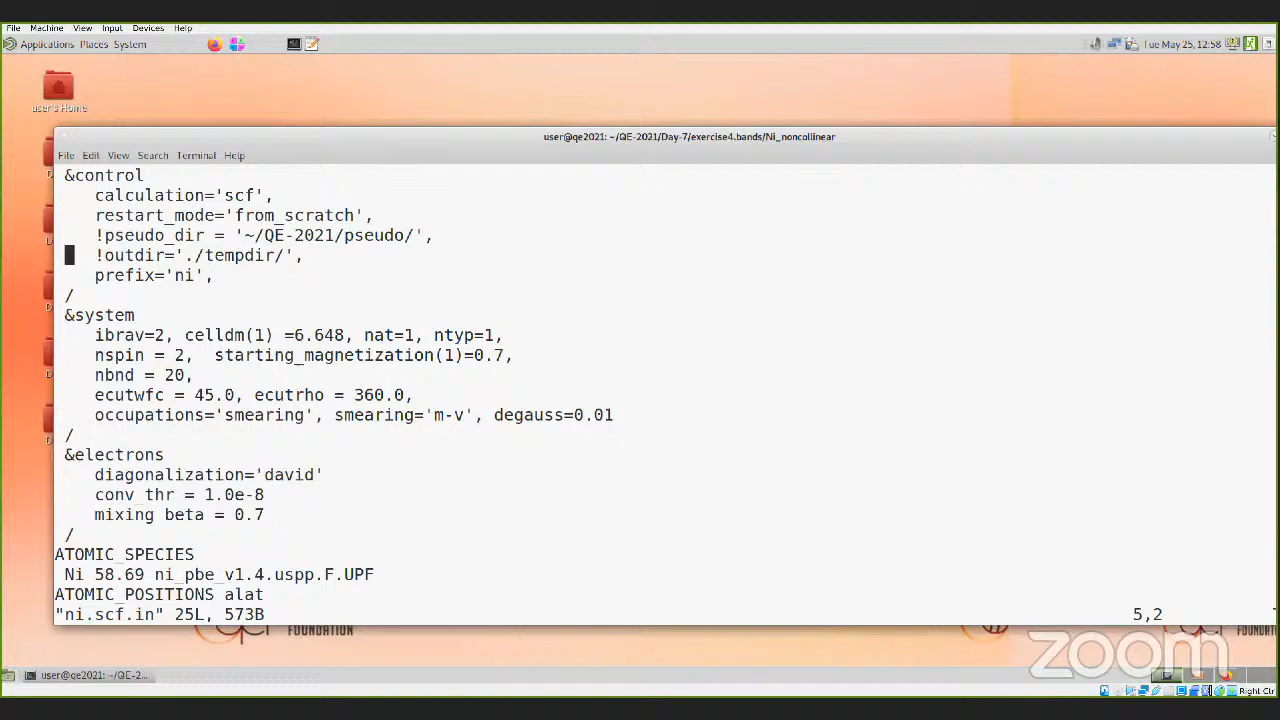 File Machine View Input Devices Help
Applications Places System
Tue May 25, 12:58
user's Home
user@qe2021: ~/QE-2021/Day-7/exercise4.bands/Ni_noncollinear
File Edit View Search Terminal Help
&control
calculation='scf',
restart_mode='from_scratch',
!pseudo_dir = '~/QE-2021/pseudo/',
!outdir='./tempdir/',
prefix='ni',
/
&system
ibrav=2, celldm(1) =6.648, nat=1, ntyp=1,
nspin = 2, starting_magnetization(1)=0.7,
nbnd = 20,
ecutwfc = 45.0, ecutrho = 360.0,
occupations='smearing', smearing='m-v', degauss=0.01
/
&electrons
diagonalization='david'
conv_thr = 1.0e-8
mixing_beta = 0.7
/
ATOMIC_SPECIES
Ni 58.69 ni_pbe_v1.4.uspp.F.UPF
ATOMIC_POSITIONS alat
"ni.scf.in" 25L, 573B 5,2
FOUNDATION
zoom
user@qe2021: ~/QE-2...
Right Ctrl